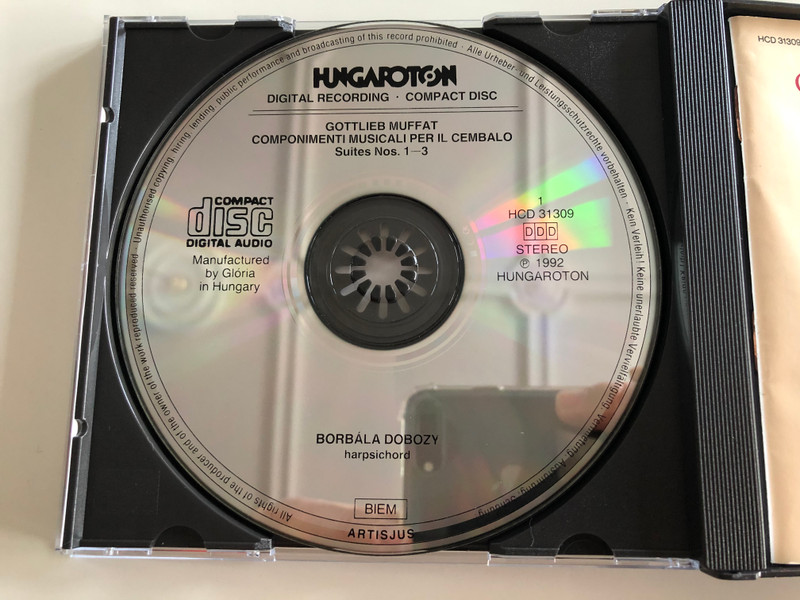 HUNGAROTON
DIGITAL RECORDING · COMPACT DISC
GOTTLIEB MUFFAT
COMPONIMENTI MUSICALI PER IL CEMBALO
Suites Nos. 1—3
COMPACT
disc
DIGITAL AUDIO
Manufactured
by Glória
in Hungary
1
HCD 31309
DDD
STEREO
℗ 1992
HUNGAROTON
BORBÁLA DOBOZY
harpsichord
BIEM
ARTISJUS
All rights of the producer and of the owner of the work reproduced reserved · Unauthorised copying, hiring, lending, public performance and broadcasting of this record prohibited · Alle Urheber- und Leistungsschutzrechte vorbehalten · Kein Verleih! Keine unerlaubte Vervielfältigung, Vermietung, Aufführung, Sendung
HCD 31309